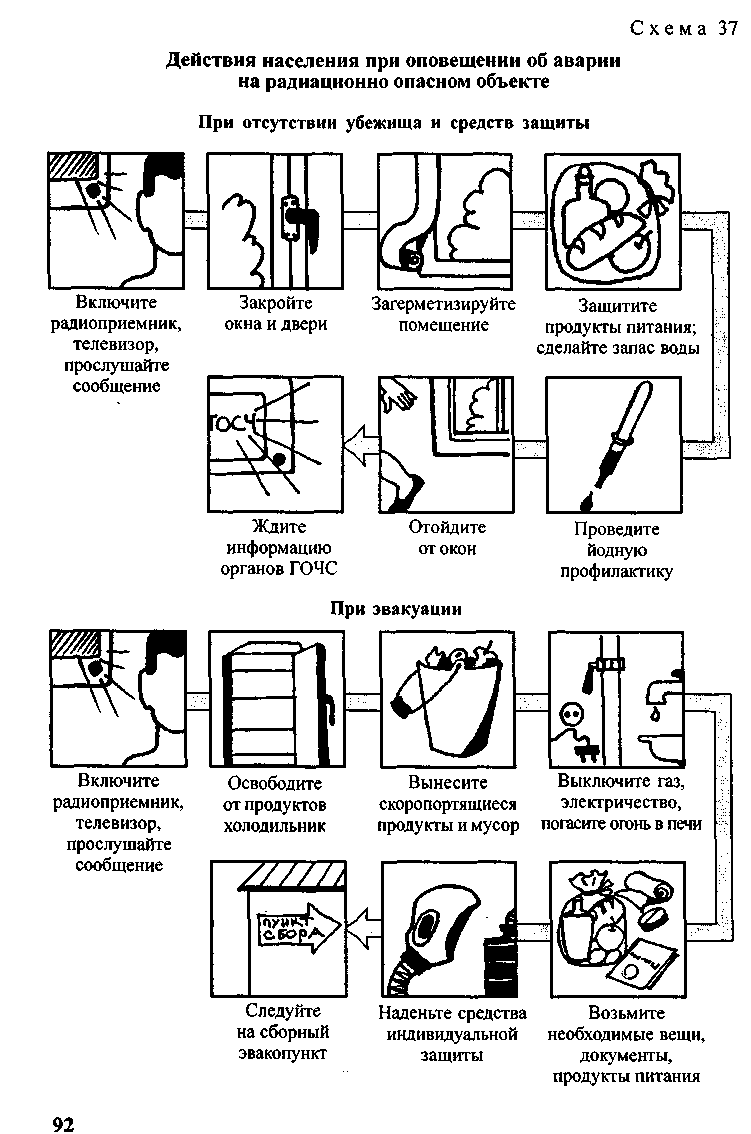 Схема 37
Действия населения при оповещении об аварии
на радиационно опасном объекте
При отсутствии убежища и средств защиты
Включите
радиоприемник,
телевизор,
прослушайте
сообщение
Закройте
окна и двери
Загерметизируйте
помещение
Защитите
продукты питания;
сделайте запас воды
ГОСЧ
Ждите
информацию
органов ГОЧС
Отойдите
от окон
Проведите
йодную
профилактику
При эвакуации
Включите
радиоприемник,
телевизор,
прослушайте
сообщение
Освободите
от продуктов
холодильник
Вынесите
скоропортящиеся
продукты и мусор
Выключите газ,
электричество,
погасите огонь в печи
ПУНКТ
СБОРА
Следуйте
на сборный
эвакопункт
Наденьте средства
индивидуальной
защиты
Возьмите
необходимые вещи,
документы,
продукты питания
92